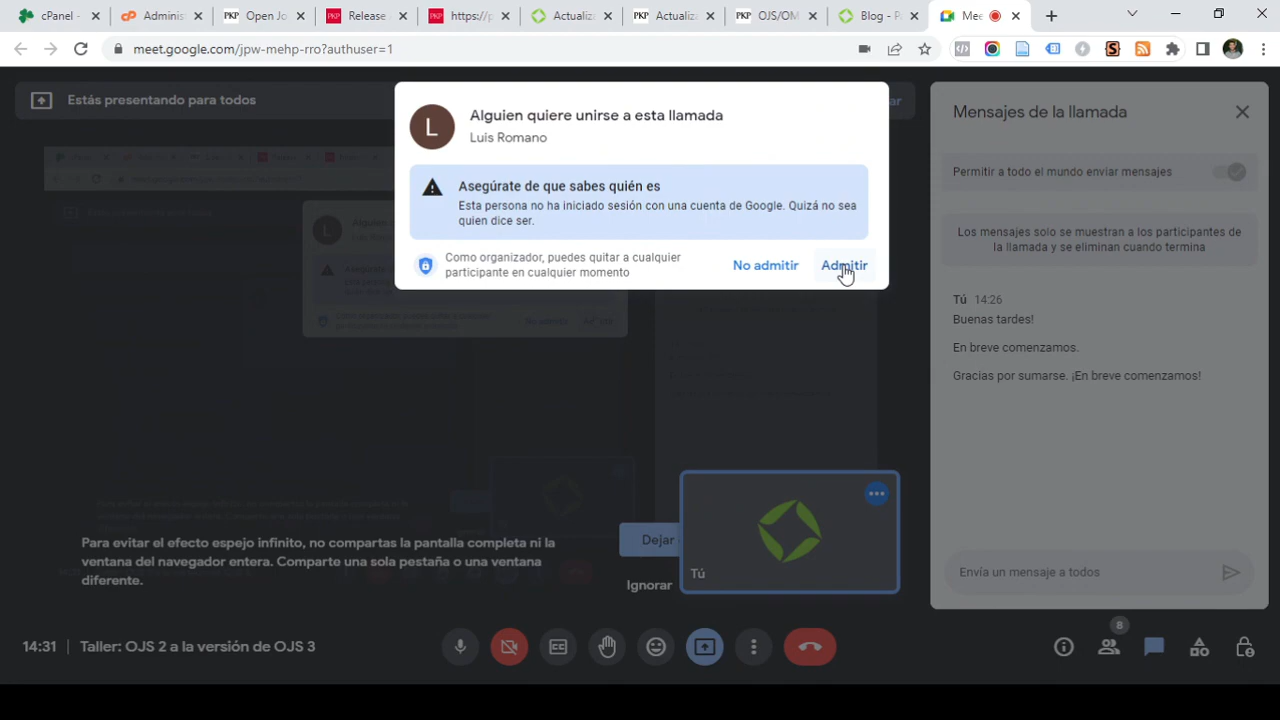 cPanel -
Adminis
Open Jo
Release
https://p
Actualiz
Actualiz
OJS/OM
Blog - P
Mee
meet.google.com/jpw-mehp-rro?authuser=1
Estás presentando para todos
ar
Alguien quiere unirse a esta llamada
L
Luis Romano
Asegúrate de que sabes quién es
Esta persona no ha iniciado sesión con una cuenta de Google. Quizá no sea
quien dice ser.
Como organizador, puedes quitar a cualquier
participante en cualquier momento
No admitir
Admitir
Mensajes de la llamada
Permitir a todo el mundo enviar mensajes
Los mensajes solo se muestran a los participantes de
la llamada y se eliminan cuando termina
Tú 14:26
Buenas tardes!
En breve comenzamos.
Gracias por sumarse. ¡En breve comenzamos!
Para evitar el efecto espejo infinito, no compartas la pantalla completa ni la
ventana del navegador entera. Comparte una sola pestaña o una ventana
diferente.
Dejar
Ignorar
Tú
Envía un mensaje a todos
14:31 | Taller: OJS 2 a la versión de OJS 3
8